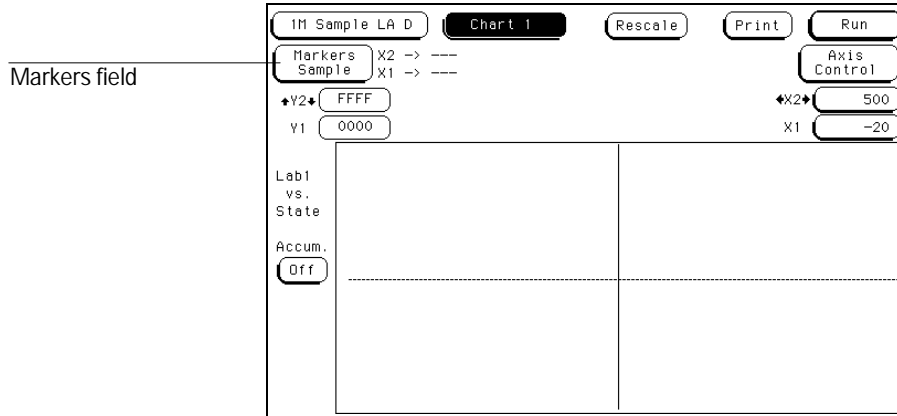 1M Sample LA D Chart 1 Rescale Print Run
Markers Sample X2 -> ---
X1 -> ---
Axis Control
Markers field
Y2 FFFF X2 500
Y1 0000 X1 -20
Lab1
vs.
State
Accum.
Off